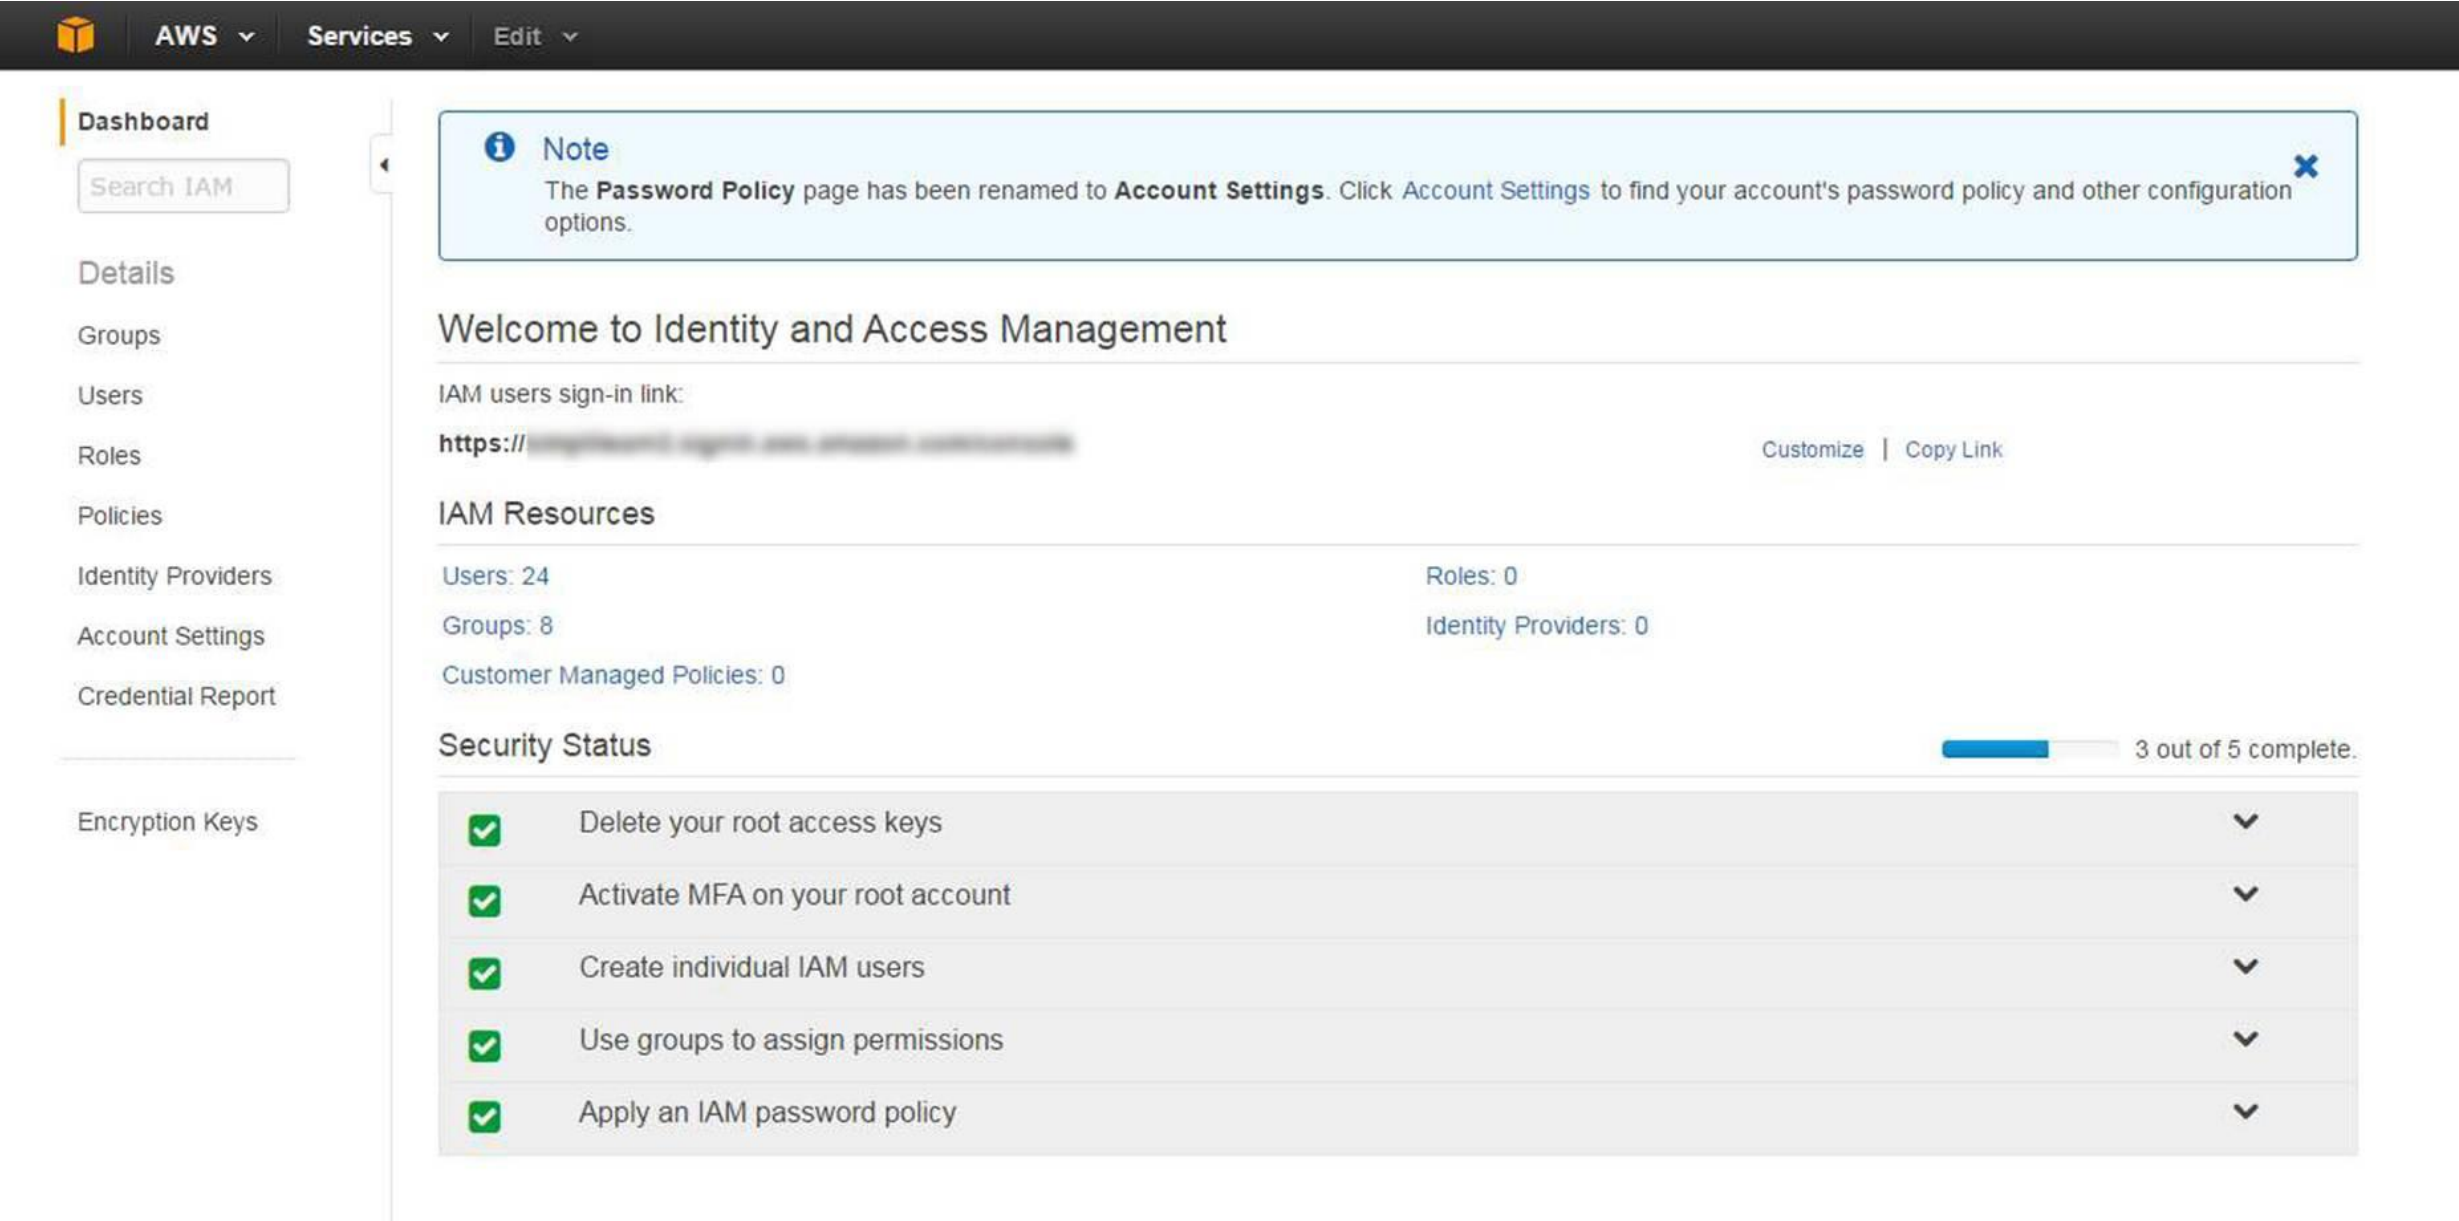 AWS Services Edit
Dashboard
Search IAM
Details
Groups
Users
Roles
Policies
Identity Providers
Account Settings
Credential Report
Encryption Keys
Note
The Password Policy page has been renamed to Account Settings. Click Account Settings to find your account's password policy and other configuration
options.
Welcome to Identity and Access Management
IAM users sign-in link:
https://
Customize | Copy Link
IAM Resources
Users: 24
Roles: 0
Groups: 8
Identity Providers: 0
Customer Managed Policies: 0
Security Status
3 out of 5 complete.
Delete your root access keys
Activate MFA on your root account
Create individual IAM users
Use groups to assign permissions
Apply an IAM password policy